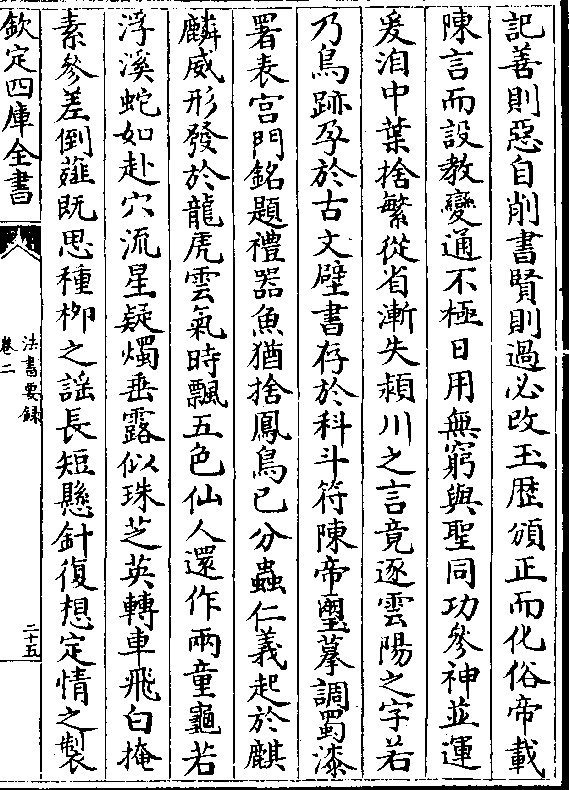 記善則惡自削書賢則過必改玉歴頒正而化俗帝載
陳言而設教變通不極日用無窮與聖同功參神並運
爰洎中葉捨繁從省漸失潁川之言竟逐雲陽之字若
乃鳥跡孕於古文壁書存於科斗符陳帝璽摹調蜀漆
署表宮門銘題禮器魚猶捨鳳鳥已分蟲仁義起於麒
麟威形發於龍虎雲氣時飄五色仙人還作兩童龜若
浮溪蛇如赴穴流星疑燭垂露似珠芝英轉車飛白掩
素參差倒薤既思種栁之謡長短懸針復想定情之製
欽定四庫全書
法書要録
卷二
二十五